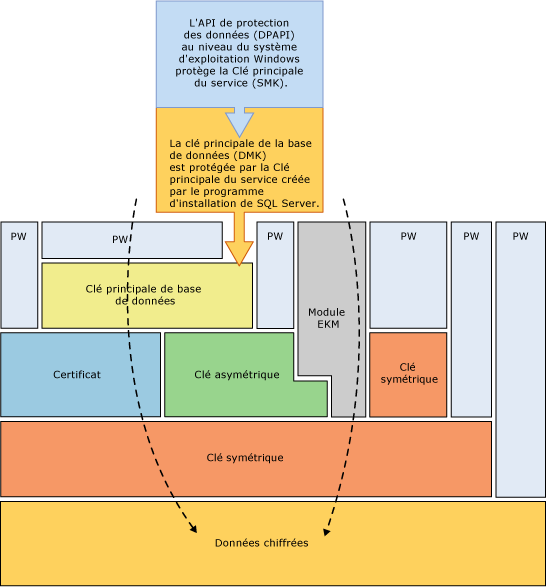 L'API de protection
des données (DPAPI)
au niveau du système
d'exploitation Windows
protège la Clé principale
du service (SMK).
La clé principale de la base
de données (DMK)
est protégée par la Clé
principale du service créée
par le programme
d'installation de SQL Server.
PW
PW
PW
PW
PW
PW
Clé principale de base
de données
Module
EKM
Certificat
Clé asymétrique
Clé
symétrique
Clé symétrique
Données chiffrées